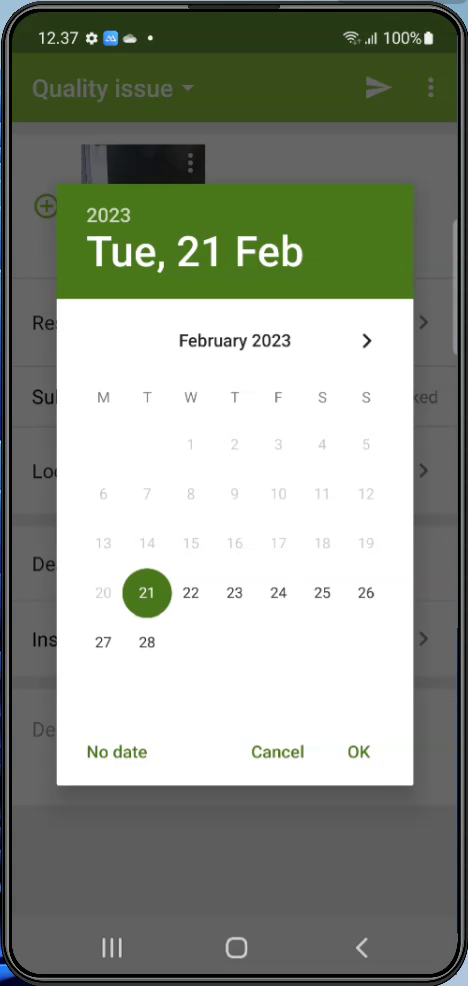 12.37 100%
Quality issue
2023
Tue, 21 Feb
February 2023
M T W T F S S
1 2 3 4 5
6 7 8 9 10 11 12
13 14 15 16 17 18 19
20 21 22 23 24 25 26
27 28
No date Cancel OK